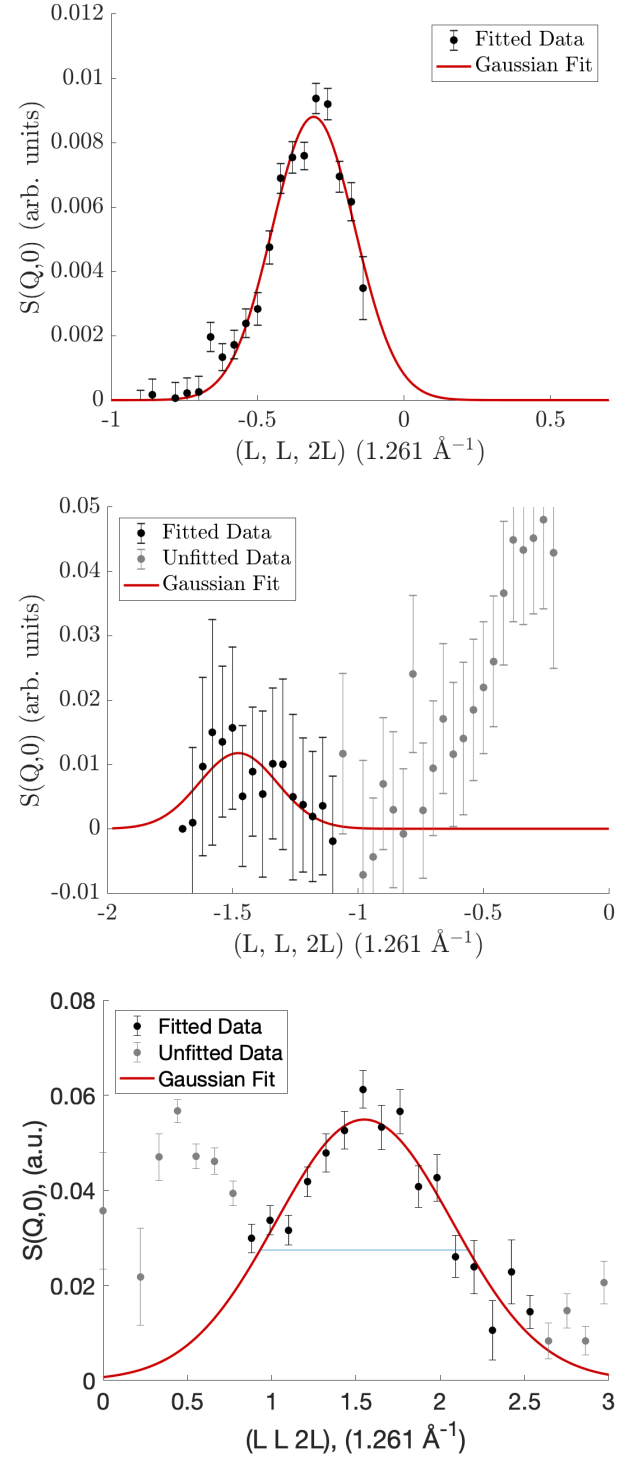 0.012
0.01
0.008
0.006
0.004
0.002
0
S(Q,0) (arb. units)
Fitted Data
Gaussian Fit
-1 -0.5 0 0.5
(L, L, 2L) (1.261 Å⁻¹)
0.05
0.04
0.03
0.02
0.01
0
-0.01
S(Q,0) (arb. units)
Fitted Data
Unfitted Data
Gaussian Fit
-2 -1.5 -1 -0.5 0
(L, L, 2L) (1.261 Å⁻¹)
0.08
0.06
0.04
0.02
0
S(Q,0), (a.u.)
Fitted Data
Unfitted Data
Gaussian Fit
0 0.5 1 1.5 2 2.5 3
(L L 2L), (1.261 Å⁻¹)